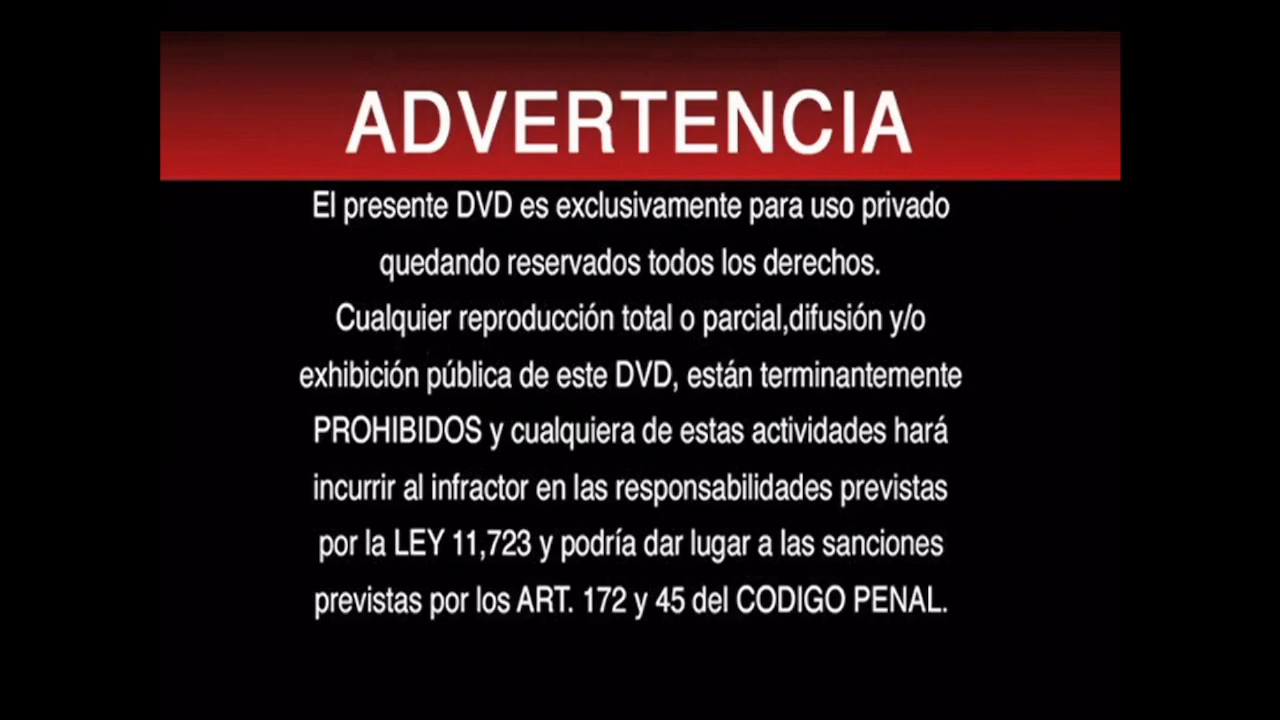 ADVERTENCIA
El presente DVD es exclusivamente para uso privado
quedando reservados todos los derechos.
Cualquier reproducción total o parcial,difusión y/o
exhibición pública de este DVD, están terminantemente
PROHIBIDOS y cualquiera de estas actividades hará
incurrir al infractor en las responsabilidades previstas
por la LEY 11,723 y podría dar lugar a las sanciones
previstas por los ART. 172 y 45 del CODIGO PENAL.